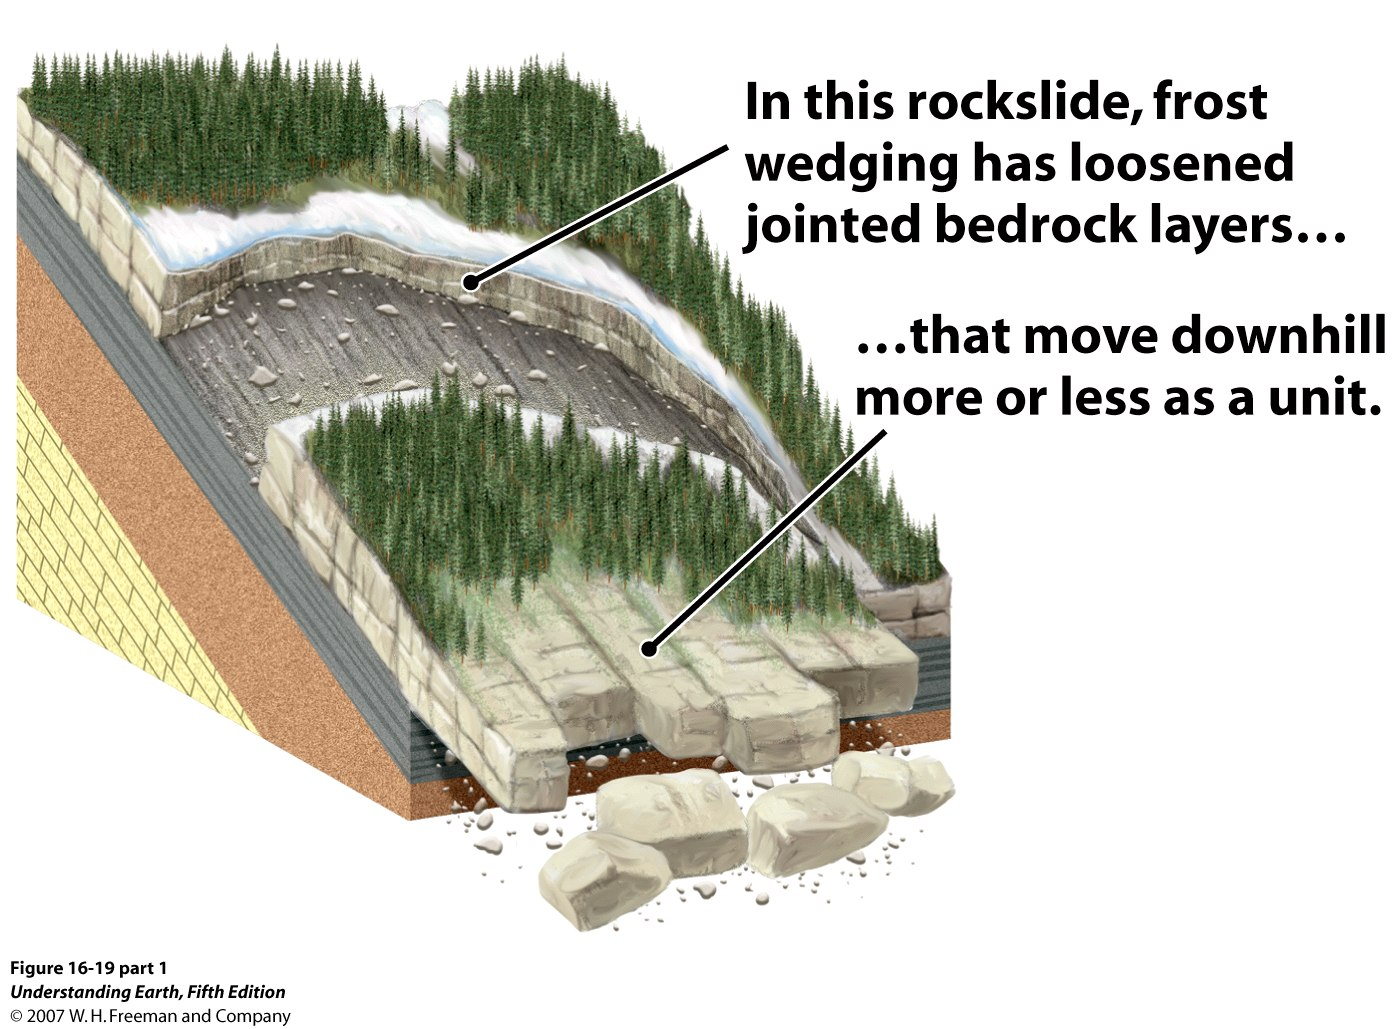 In this rockslide, frost
wedging has loosened
jointed bedrock layers…
…that move downhill
more or less as a unit.
Figure 16-19 part 1
Understanding Earth, Fifth Edition
© 2007 W. H. Freeman and Company